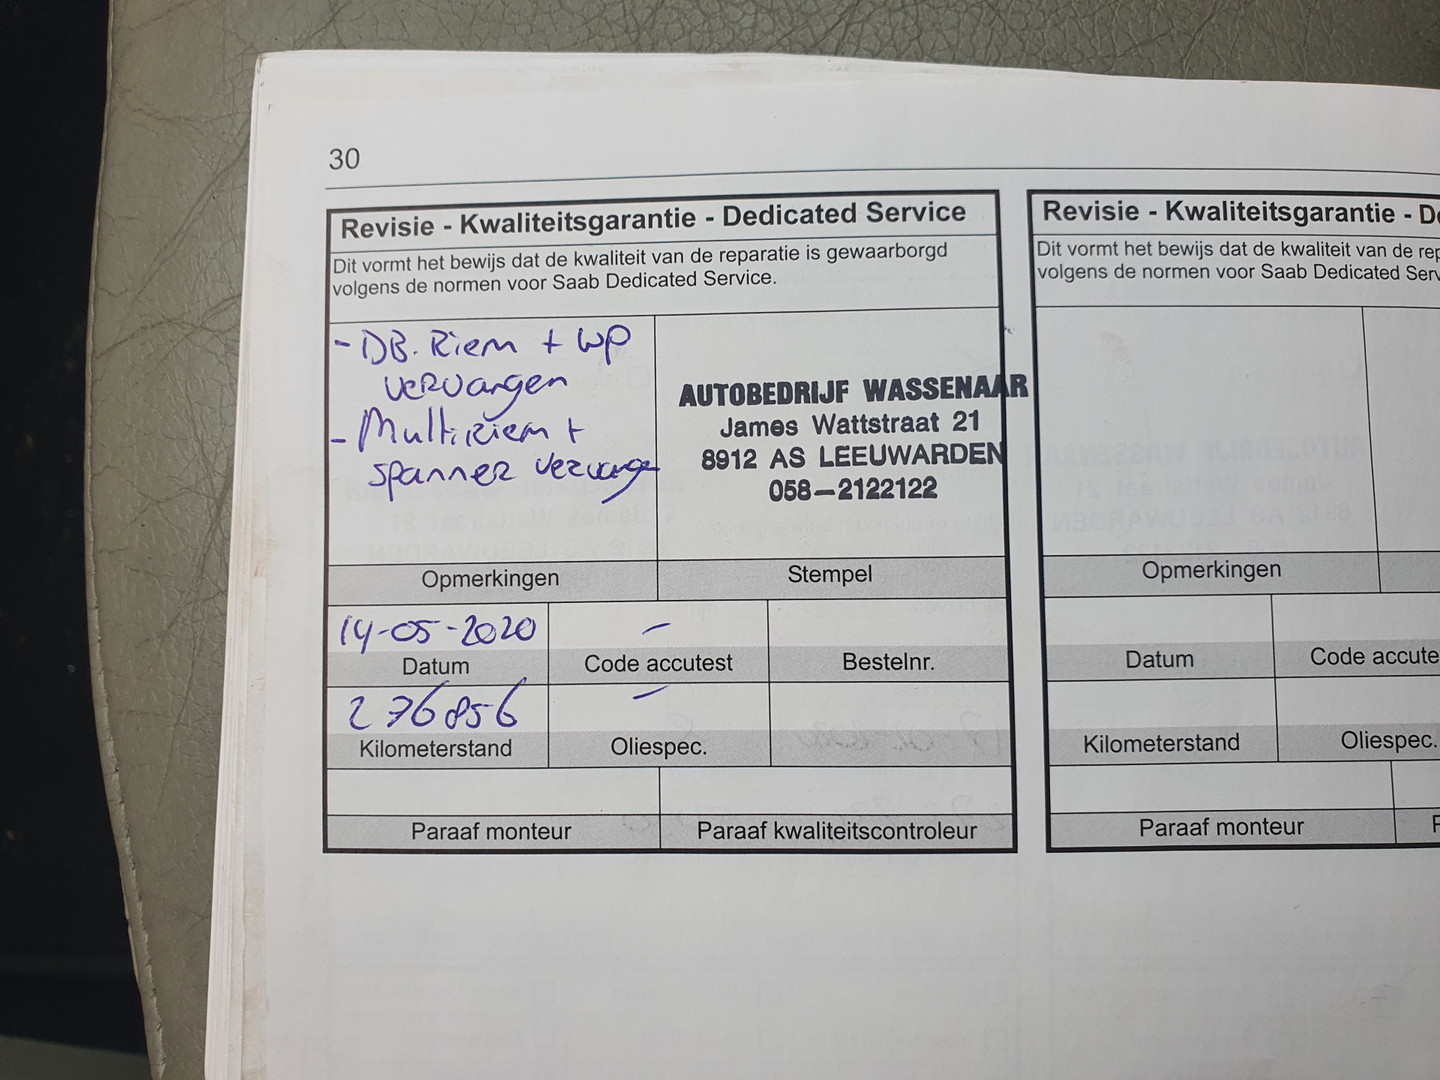 30
Revisie - Kwaliteitsgarantie - Dedicated Service
Dit vormt het bewijs dat de kwaliteit van de reparatie is gewaarborgd
volgens de normen voor Saab Dedicated Service.
- DB. Riem + WP
vervangen
- Multiriem +
spanner vervange
AUTOBEDRIJF WASSENAAR
James Wattstraat 21
8912 AS LEEUWARDEN
058-2122122
Opmerkingen
Stempel
14-05-2020
-
Datum
Code accutest
Bestelnr.
276856
-
Kilometerstand
Oliespec.
Paraaf monteur
Paraaf kwaliteitscontroleur
Revisie - Kwaliteitsgarantie - D
Dit vormt het bewijs dat de kwaliteit van de rep
volgens de normen voor Saab Dedicated Serv
Opmerkingen
Datum
Code accute
Kilometerstand
Oliespec.
Paraaf monteur